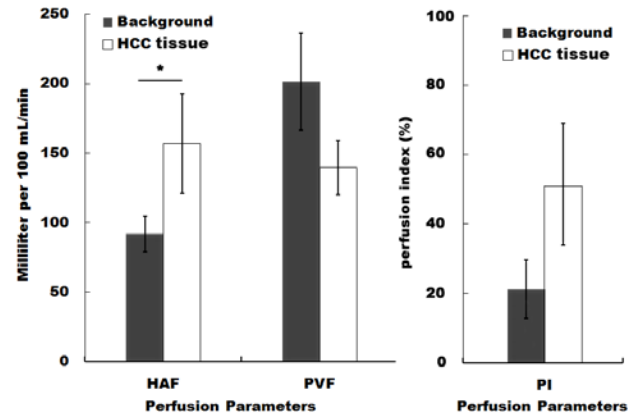 250
200
150
100
50
0
Milliliter per 100 mL/min
Background
HCC tissue
*
HAF PVF
Perfusion Parameters
100
80
60
40
20
0
perfusion index (%)
Background
HCC tissue
PI
Perfusion Parameters